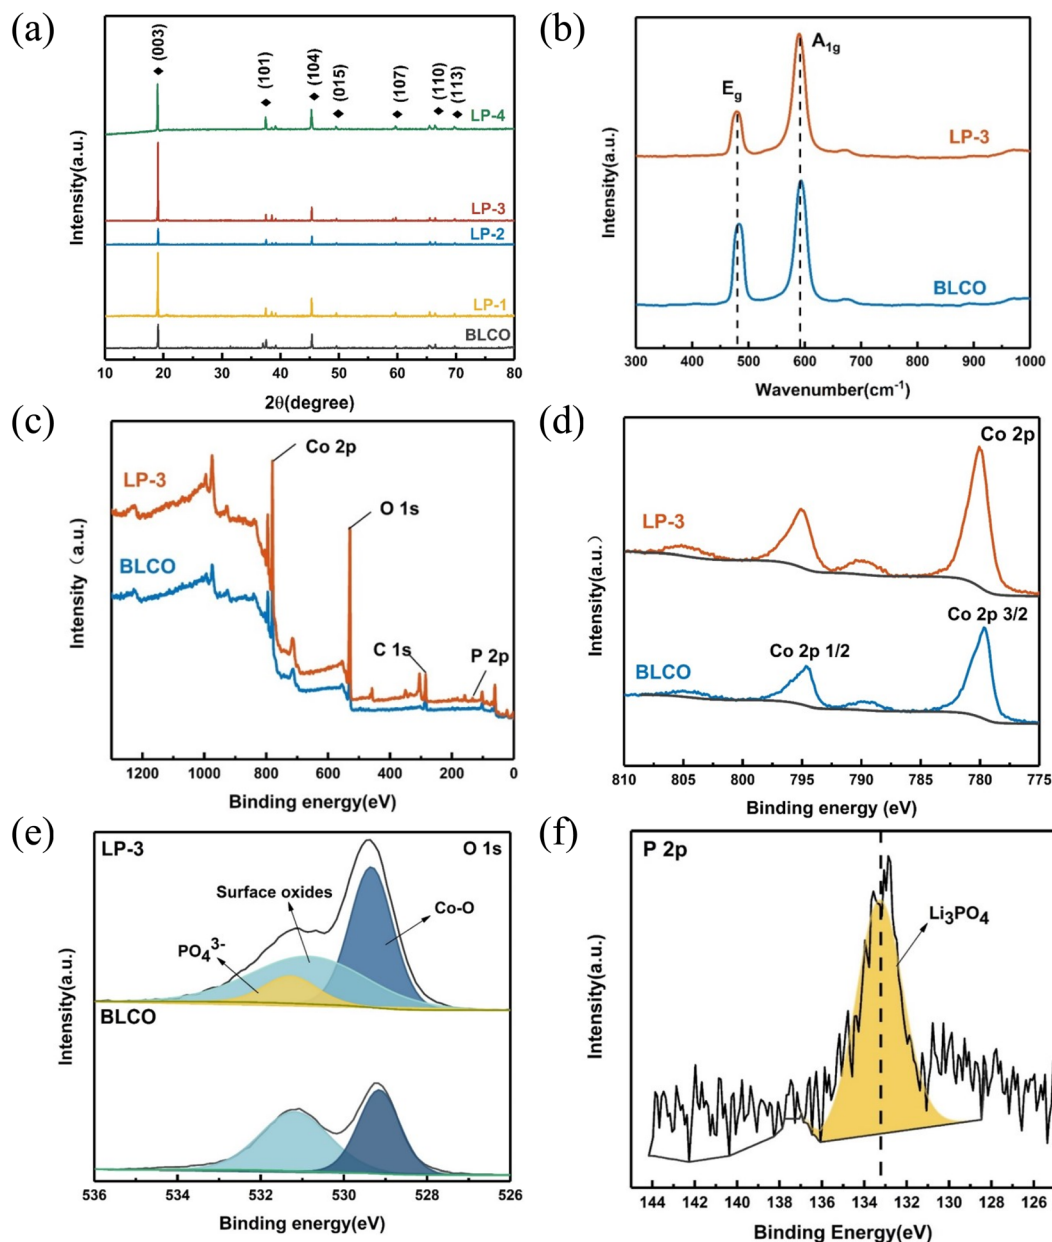 (a)
(003)
(101)
(104)
(015)
(107)
(110)
(113)
LP-4
LP-3
LP-2
LP-1
BLCO
Intensity(a.u.)
10 20 30 40 50 60 70 80
2θ(degree)
(b)
A1g
Eg
LP-3
BLCO
Intensity(a.u.)
300 400 500 600 700 800 900 1000
Wavenumber(cm-1)
(c)
Co 2p
LP-3
O 1s
BLCO
C 1s
P 2p
Intensity (a.u.)
1200 1000 800 600 400 200 0
Binding energy(eV)
(d)
Co 2p
LP-3
Co 2p 3/2
Co 2p 1/2
BLCO
Intensity(a.u.)
810 805 800 795 790 785 780 775
Binding energy (eV)
(e)
LP-3
O 1s
Surface oxides
Co-O
PO43-
BLCO
Intensity(a.u.)
536 534 532 530 528 526
Binding energy(eV)
(f)
P 2p
Li3PO4
Intensity(a.u.)
144 142 140 138 136 134 132 130 128 126
Binding Energy(eV)